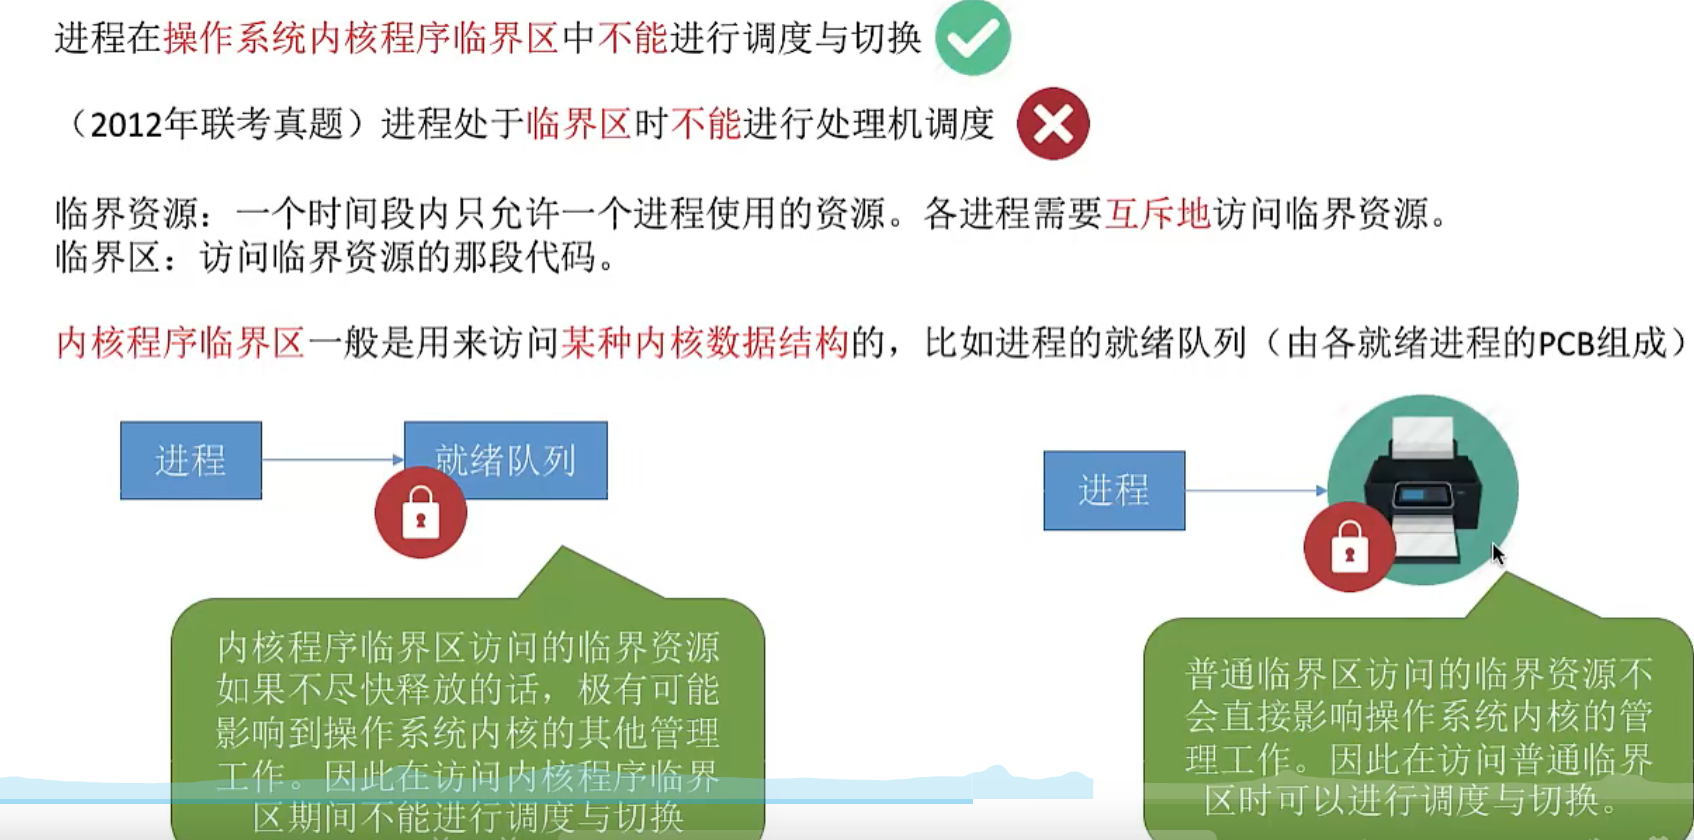 进程在操作系统内核程序临界区中不能进行调度与切换
（2012年联考真题）进程处于临界区时不能进行处理机调度
临界资源：一个时间段内只允许一个进程使用的资源。各进程需要互斥地访问临界资源。
临界区：访问临界资源的那段代码。
内核程序临界区一般是用来访问某种内核数据结构的，比如进程的就绪队列（由各就绪进程的PCB组成）
进程
就绪队列
内核程序临界区访问的临界资源
如果不尽快释放的话，极有可能
影响到操作系统内核的其他管理
工作。因此在访问内核程序临界
区期间不能进行调度与切换
进程
普通临界区访问的临界资源不
会直接影响操作系统内核的管
理工作。因此在访问普通临界
区时可以进行调度与切换。